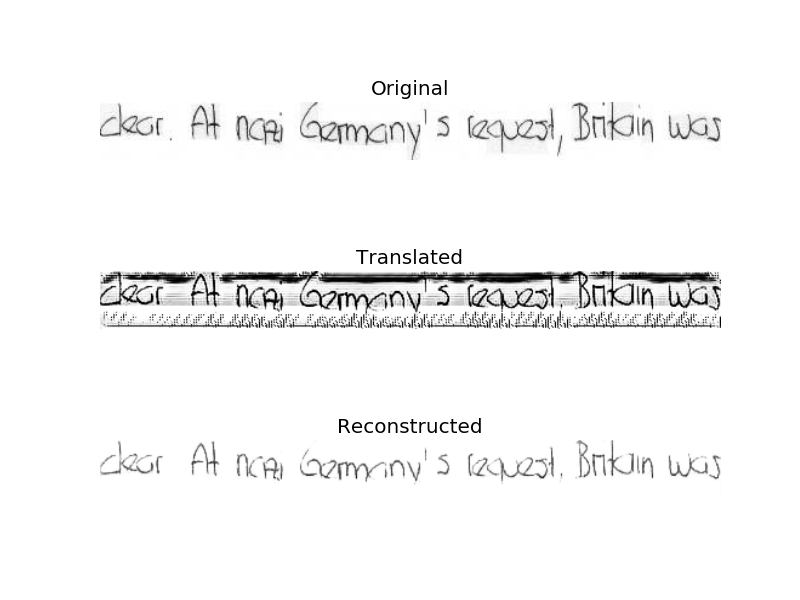 Original
clear. At nazi Germany's request, Britain was
Translated
clear At nazi Germany's request. Britain was
Reconstructed
clear At nazi Germany's request. Britain was